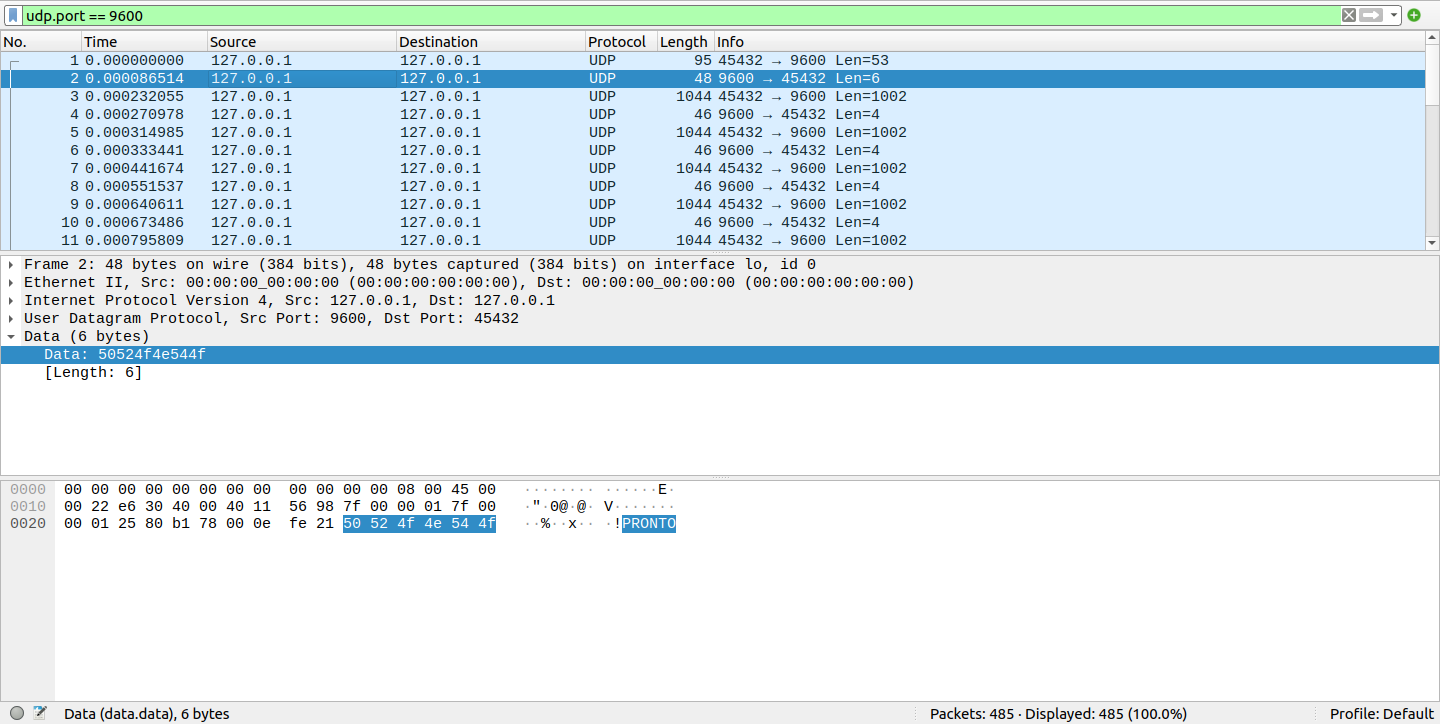 udp.port == 9600
No. Time Source Destination Protocol Length Info
1 0.000000000 127.0.0.1 127.0.0.1 UDP 95 45432 → 9600 Len=53
2 0.000086514 127.0.0.1 127.0.0.1 UDP 48 9600 → 45432 Len=6
3 0.000232055 127.0.0.1 127.0.0.1 UDP 1044 45432 → 9600 Len=1002
4 0.000270978 127.0.0.1 127.0.0.1 UDP 46 9600 → 45432 Len=4
5 0.000314985 127.0.0.1 127.0.0.1 UDP 1044 45432 → 9600 Len=1002
6 0.000333441 127.0.0.1 127.0.0.1 UDP 46 9600 → 45432 Len=4
7 0.000441674 127.0.0.1 127.0.0.1 UDP 1044 45432 → 9600 Len=1002
8 0.000551537 127.0.0.1 127.0.0.1 UDP 46 9600 → 45432 Len=4
9 0.000640611 127.0.0.1 127.0.0.1 UDP 1044 45432 → 9600 Len=1002
10 0.000673486 127.0.0.1 127.0.0.1 UDP 46 9600 → 45432 Len=4
11 0.000795809 127.0.0.1 127.0.0.1 UDP 1044 45432 → 9600 Len=1002
Frame 2: 48 bytes on wire (384 bits), 48 bytes captured (384 bits) on interface lo, id 0
Ethernet II, Src: 00:00:00_00:00:00 (00:00:00:00:00:00), Dst: 00:00:00_00:00:00 (00:00:00:00:00:00)
Internet Protocol Version 4, Src: 127.0.0.1, Dst: 127.0.0.1
User Datagram Protocol, Src Port: 9600, Dst Port: 45432
Data (6 bytes)
Data: 50524f4e544f
[Length: 6]
0000 00 00 00 00 00 00 00 00 00 00 00 00 08 00 45 00 ········ ······E·
0010 00 22 e6 30 40 00 40 11 56 98 7f 00 00 01 7f 00 ·"·0@·@· V·······
0020 00 01 25 80 b1 78 00 0e fe 21 50 52 4f 4e 54 4f ··%··x·· ·!PRONTO
Data (data.data), 6 bytes Packets: 485 · Displayed: 485 (100.0%) Profile: Default